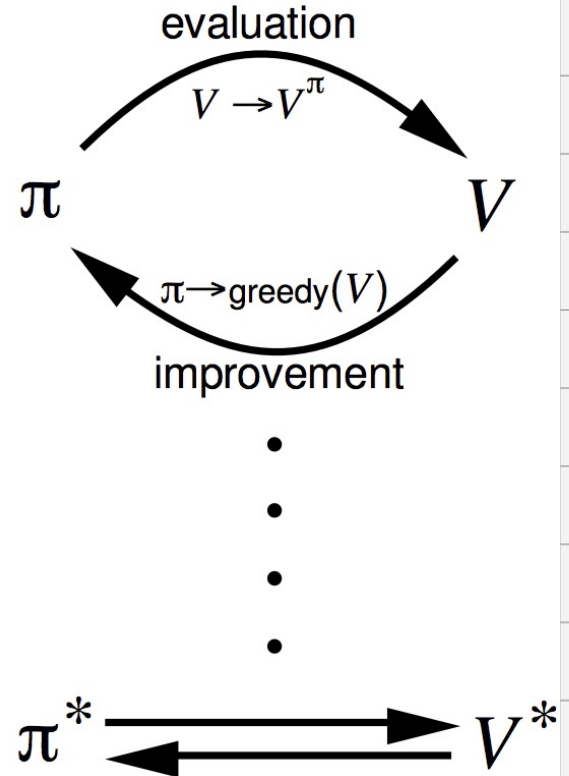 evaluation
V → V^π
π V
π → greedy(V)
improvement
π* V*